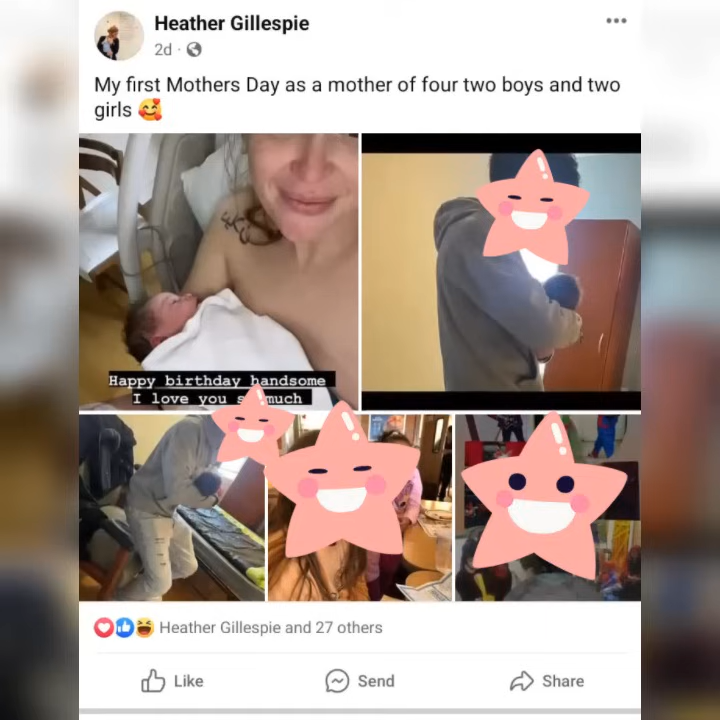 Heather Gillespie
2d
My first Mothers Day as a mother of four two boys and two
girls 🥰
Happy birthday handsome
I love you s much
Heather Gillespie and 27 others
Like
Send
Share